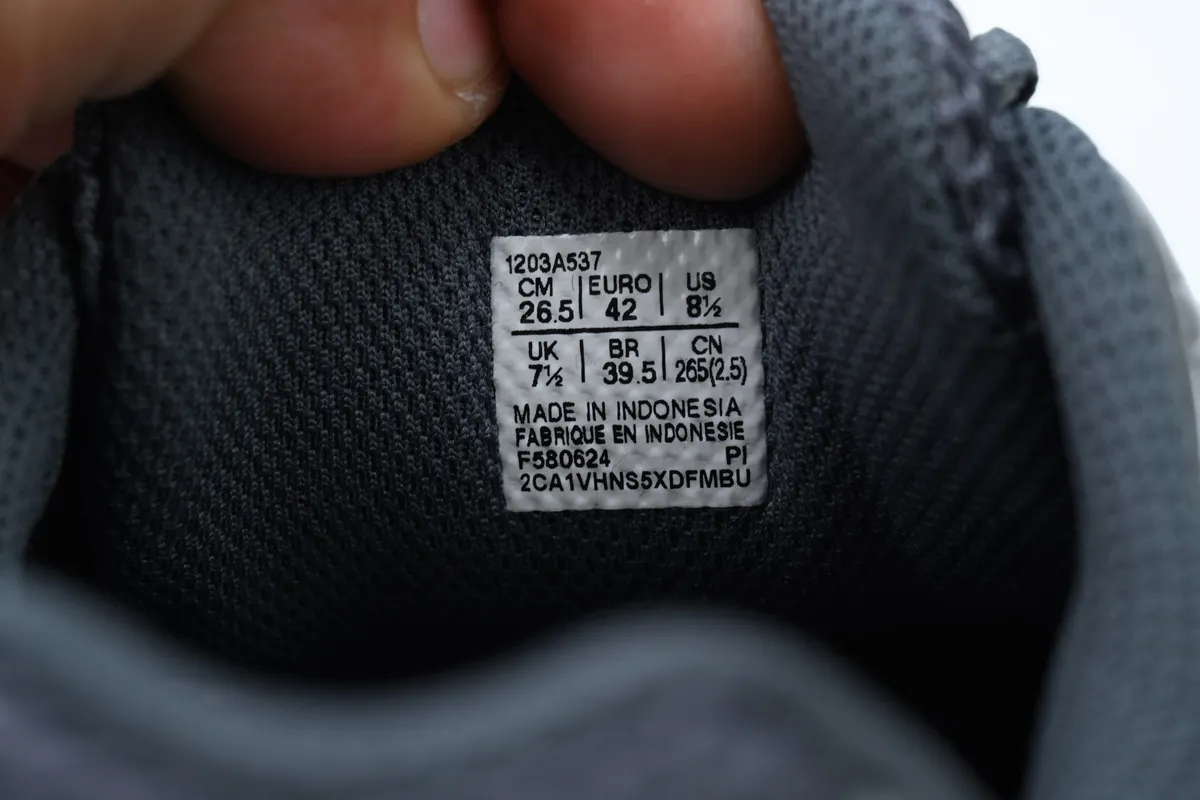 1203A537
CM | EURO | US
26.5 | 42 | 8½
UK | BR | CN
7½ | 39.5 | 265(2.5)
MADE IN INDONESIA
FABRIQUE EN INDONESIE
F580624 PI
2CA1VHNS5XDFMBU